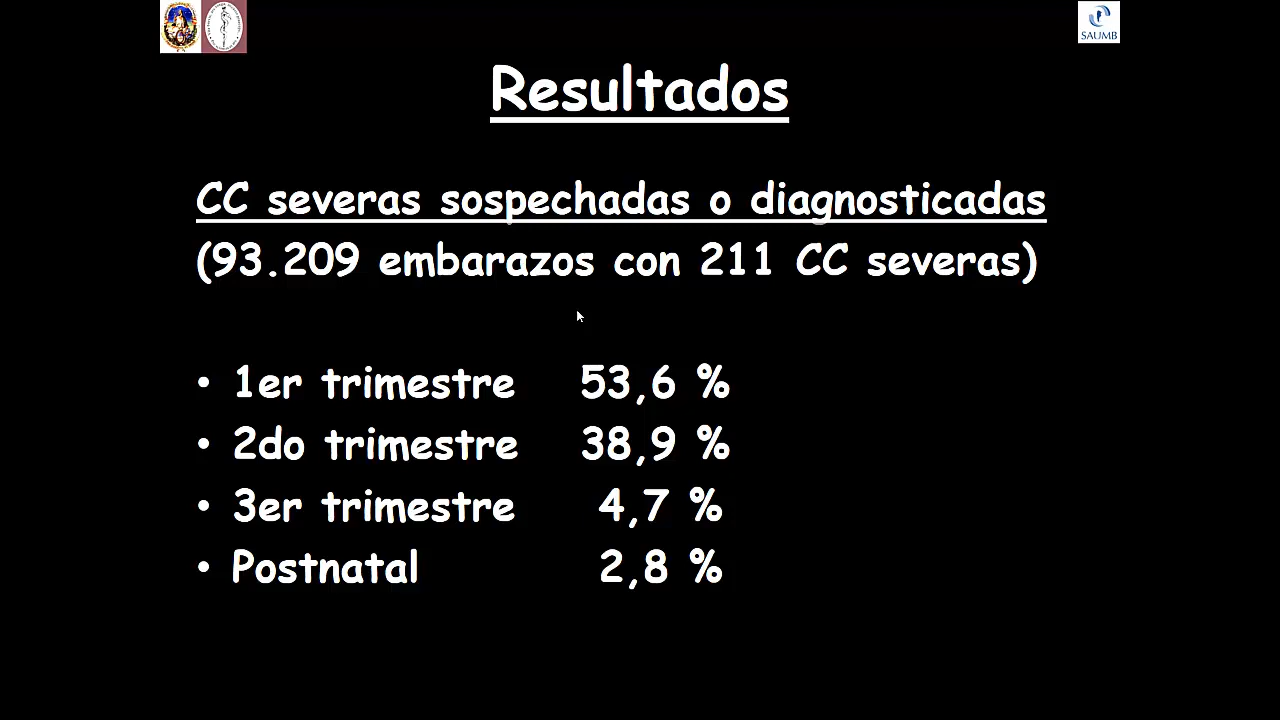 SAUMB
Resultados
CC severas sospechadas o diagnosticadas
(93.209 embarazos con 211 CC severas)
• 1er trimestre 53,6 %
• 2do trimestre 38,9 %
• 3er trimestre 4,7 %
• Postnatal 2,8 %